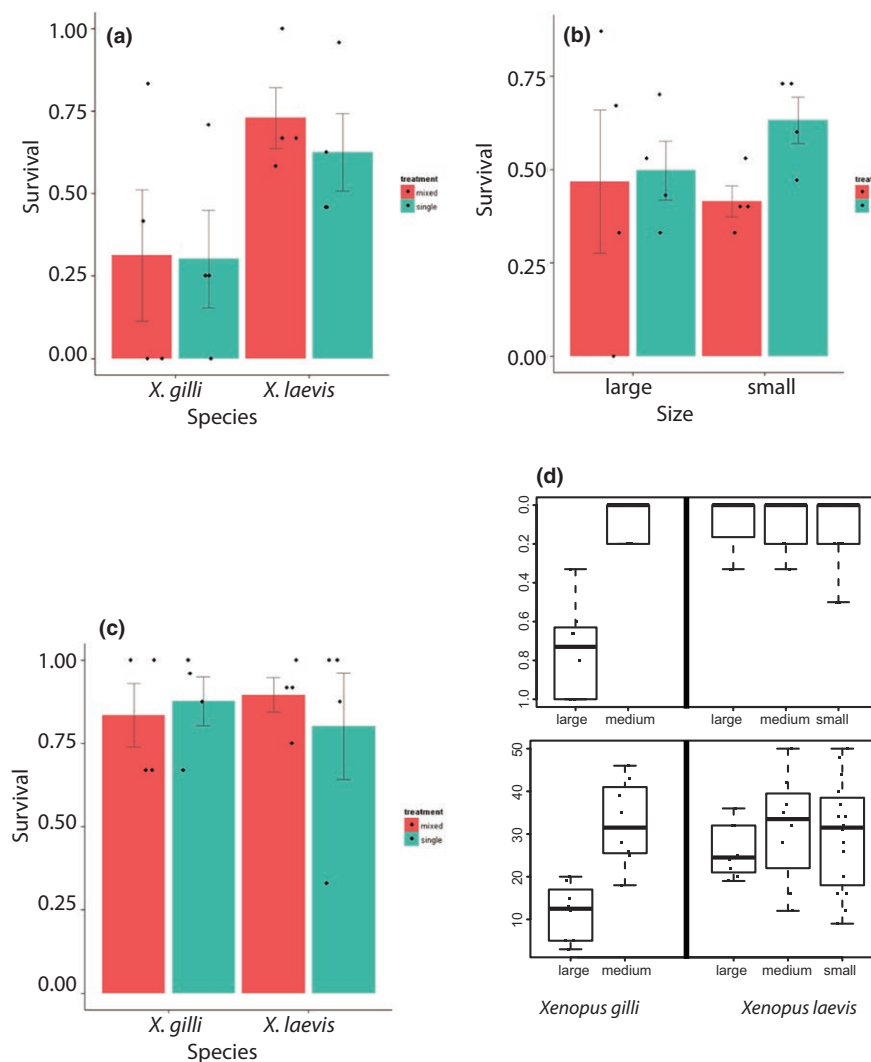 (a)
1.00
0.75
0.50
0.25
0.00
Survival
X. gilli X. laevis
Species
treatment
mixed
single
(b)
0.75
0.50
0.25
0.00
Survival
large small
Size
treat
(c)
1.00
0.75
0.50
0.25
0.00
Survival
X. gilli X. laevis
Species
treatment
mixed
single
(d)
0.0
0.2
0.4
0.6
0.8
1.0
large medium large medium small
50
40
30
20
10
large medium large medium small
Xenopus gilli Xenopus laevis